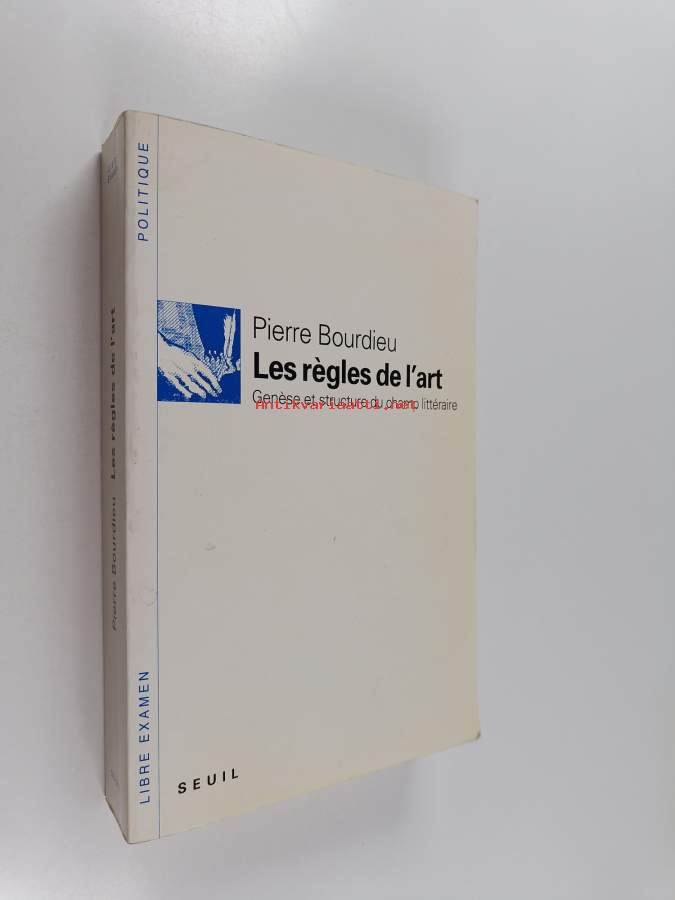 Pierre Bourdieu
Les règles de l'art
Genèse et structure du champ littéraire
Antikvariaatti.net
SEUIL
LIBRE EXAMEN
POLITIQUE
Pierre Bourdieu Les règles de l'art